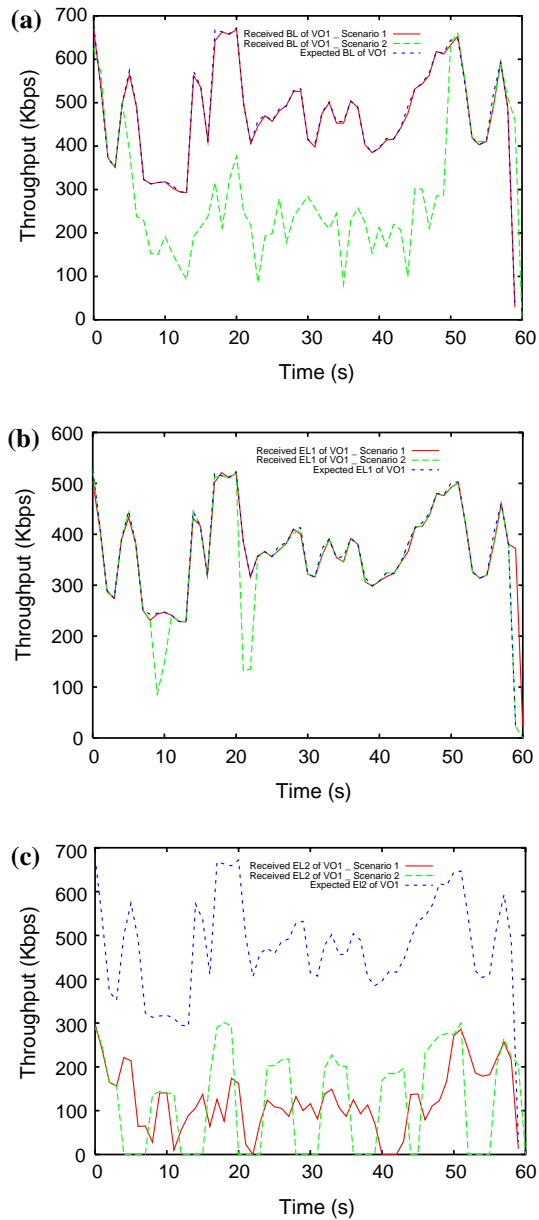 (a)
700
600
500
400
300
200
100
0
Throughput (Kbps)
Received BL of VO1 _ Scenario 1
Received BL of VO1 _ Scenario 2
Expected BL of VO1
0 10 20 30 40 50 60
Time (s)
(b)
600
500
400
300
200
100
0
Throughput (Kbps)
Received EL1 of VO1 _ Scenario 1
Received EL1 of VO1 _ Scenario 2
Expected EL1 of VO1
0 10 20 30 40 50 60
Time (s)
(c)
700
600
500
400
300
200
100
0
Throughput (Kbps)
Received EL2 of VO1 _ Scenario 1
Received EL2 of VO1 _ Scenario 2
Expected El2 of VO1
0 10 20 30 40 50 60
Time (s)